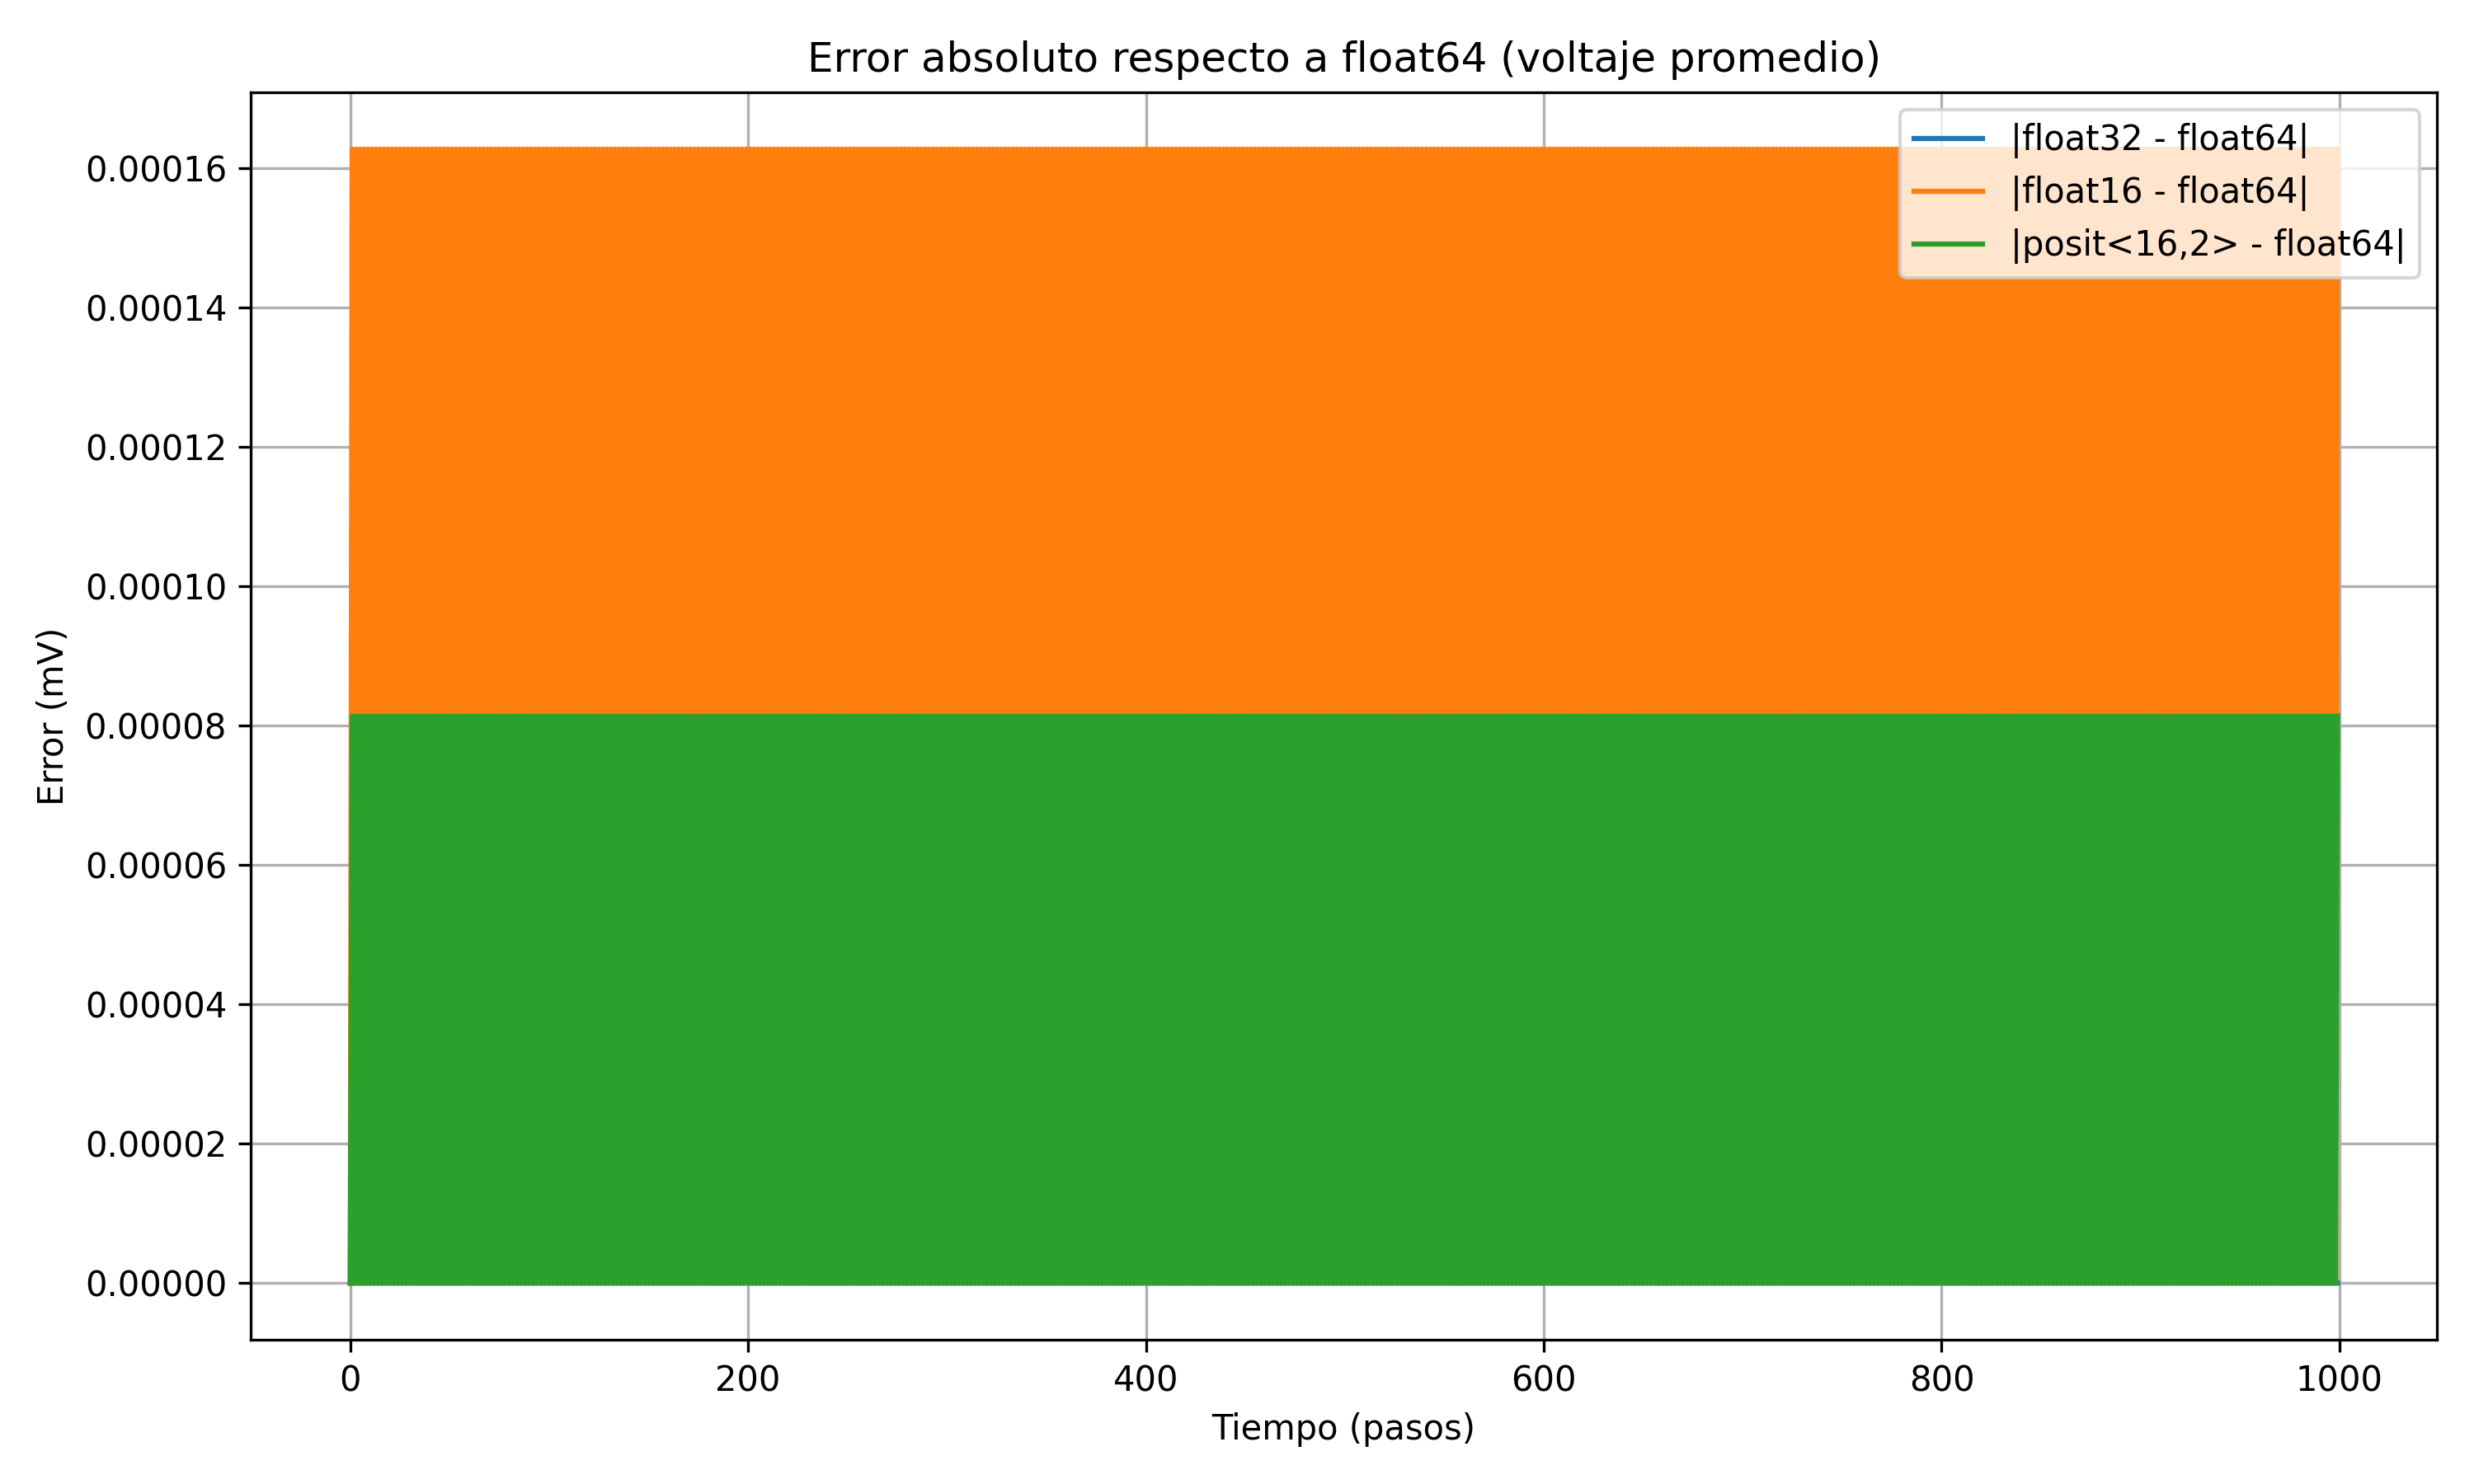 Error absoluto respecto a float64 (voltaje promedio)
|float32 - float64|
|float16 - float64|
|posit<16,2> - float64|
0.00016
0.00014
0.00012
0.00010
0.00008
0.00006
0.00004
0.00002
0.00000
Error (mV)
0 200 400 600 800 1000
Tiempo (pasos)